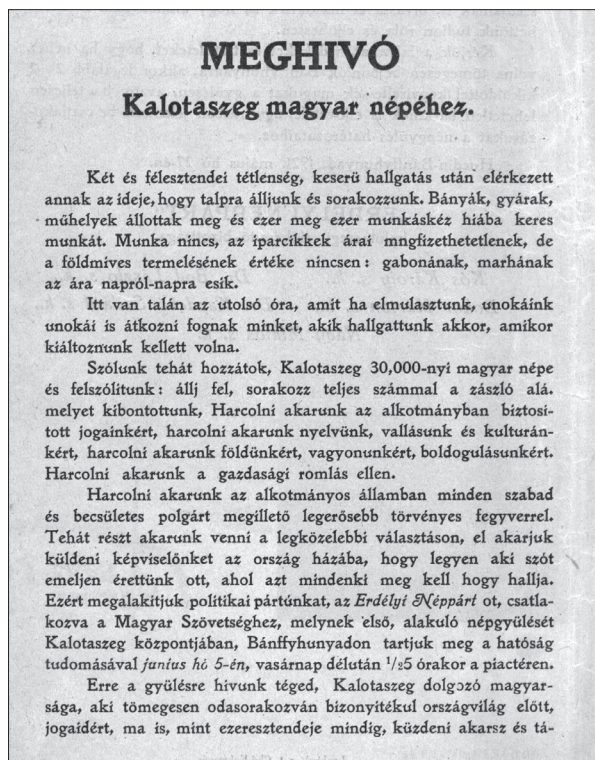 MEGHIVÓ
Kalotaszeg magyar népéhez.
Két és félesztendei tétlenség, keserü hallgatás után elérkezett
annak az ideje, hogy talpra álljunk és sorakozzunk. Bányák, gyárak,
műhelyek állottak meg és ezer meg ezer munkáskéz hiába keres
munkát. Munka nincs, az iparcikkek árai mngfizethetetlenek, de
a földmives termelésének értéke nincsen: gabonának, marhának
az ára napról-napra esik.
Itt van talán az utolsó óra, amit ha elmulasztunk, unokáink
unokái is átkozni fognak minket, akik hallgattunk akkor, amikor
kiáltoznunk kellett volna.
Szólunk tehát hozzátok, Kalotaszeg 30,000-nyi magyar népe
és felszólitunk: állj fel, sorakozz teljes számmal a zászló alá.
melyet kibontottunk, Harcolni akarunk az alkotmányban biztosi-
tott jogainkért, harcolni akarunk nyelvünk, vallásunk és kulturán-
kért, harcolni akarunk földünkért, vagyonunkért, boldogulásunkért.
Harcolni akarunk a gazdasági romlás ellen.
Harcolni akarunk az alkotmányos államban minden szabad
és becsületes polgárt megillető legerősebb törvényes fegyverrel.
Tehát részt akarunk venni a legközelebbi választáson, el akarjuk
küldeni képviselőnket az ország házába, hogy legyen aki szót
emeljen érettünk ott, ahol azt mindenki meg kell hogy hallja.
Ezért megalakitjuk politikai pártunkat, az Erdélyi Néppárt ot, csatla-
kozva a Magyar Szövetséghez, melynek első, alakuló népgyülését
Kalotaszeg központjában, Bánffyhunyadon tartjuk meg a hatóság
tudomásával junius hó 5-én, vasárnap délután 1/25 órakor a piactéren.
Erre a gyülésre hivunk téged, Kalotaszeg dolgozó magyar-
sága, aki tömegesen odasorakozván bizonyitékul országvilág előtt,
jogaidért, ma is, mint ezeresztendeje mindig, küzdeni akarsz és tá-